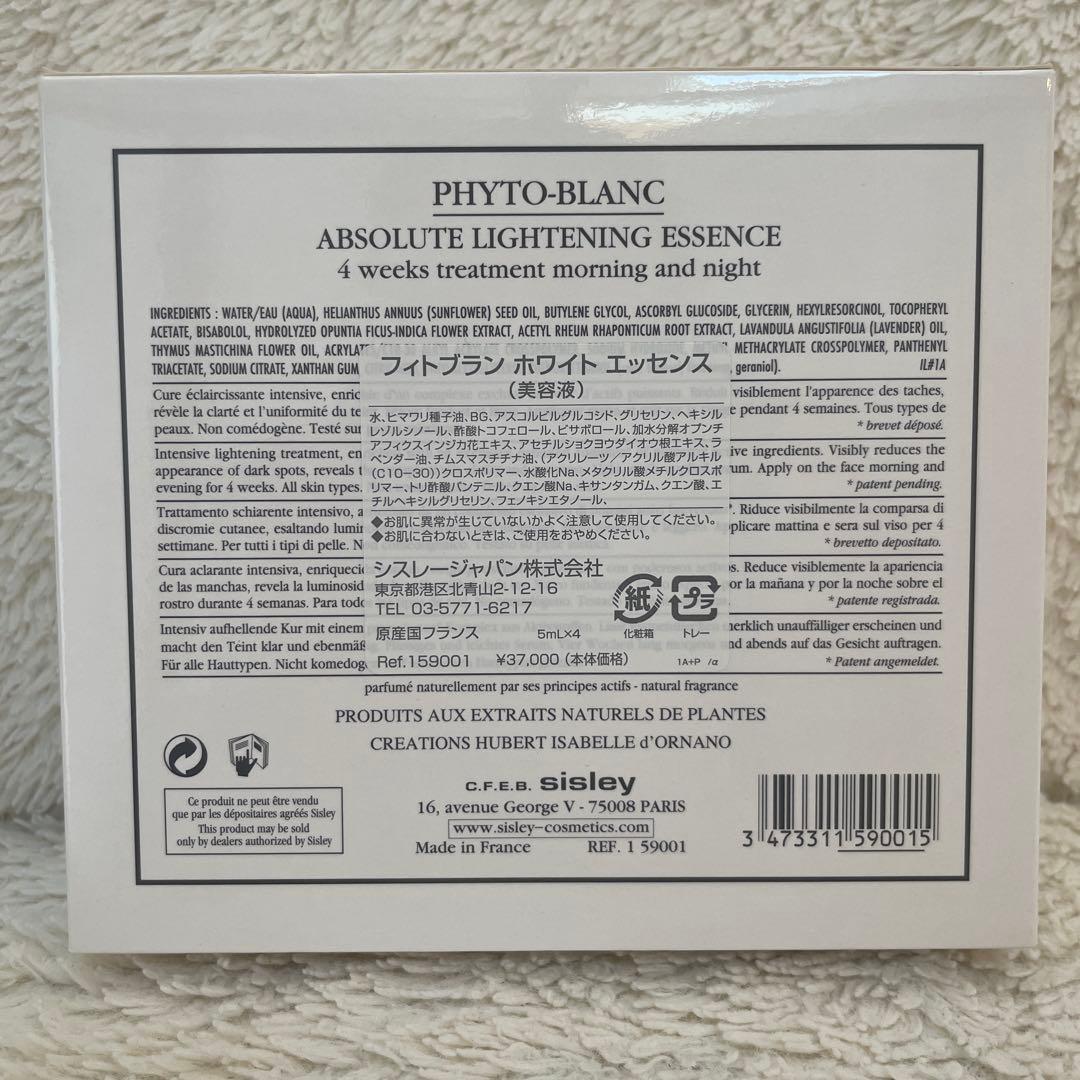 PHYTO-BLANC
ABSOLUTE LIGHTENING ESSENCE
4 weeks treatment morning and night
INGREDIENTS : WATER/EAU (AQUA), HELIANTHUS ANNUUS (SUNFLOWER) SEED OIL, BUTYLENE GLYCOL, ASCORBYL GLUCOSIDE, GLYCERIN, HEXYLRESORCINOL, TOCOPHERYL
ACETATE, BISABOLOL, HYDROLYZED OPUNTIA FICUS-INDICA FLOWER EXTRACT, ACETYL RHEUM RHAPONTICUM ROOT EXTRACT, LAVANDULA ANGUSTIFOLIA (LAVENDER) OIL,
THYMUS MASTICHINA FLOWER OIL, METHACRYLATE CROSSPOLYMER, PANTHENYL
TRIACETATE, SODIUM CITRATE, XANTHAN GUM, geraniol). IL#1A
Cure éclaircissante intensive, visiblement l'apparence des taches,
révèle la clarté et l'uniformité du pendant 4 semaines. Tous types de
peaux. Non comédogène. Testé * brevet déposé.
Intensive lightening treatment, ingredients. Visibly reduces the
appearance of dark spots, reveals Apply on the face morning and
evening for 4 weeks. All skin types. * patent pending.
Trattamento schiarente intensivo, Riduce visibilmente la comparsa di
discromie cutanee, esaltando mattina e sera sul viso per 4
settimane. Per tutti i tipi di pelle. * brevetto depositato.
Cura aclarante intensiva, Reduce visiblemente la apariencia
de las manchas, revela la por la mañana y por la noche sobre el
rostro durante 4 semanas. Para * patente registrada.
Intensiv aufhellende Kur mit einem unauffälliger erscheinen und
macht den Teint klar und abends auf das Gesicht auftragen.
Für alle Hauttypen. Nicht * Patent angemeldet.
フィトブラン ホワイト エッセンス
(美容液)
水、ヒマワリ種子油、BG、アスコルビルグルコシド、グリセリン、ヘキシル
レゾルシノール、酢酸トコフェロール、ビサボロール、加水分解オプンチ
アフィクスインジカ花エキス、アセチルショクヨウダイオウ根エキス、ラ
ベンダー油、チムスマスチチナ油、(アクリレーツ/アクリル酸アルキル
(C10–30))クロスポリマー、水酸化Na、メタクリル酸メチルクロスポ
リマー、トリ酢酸パンテニル、クエン酸Na、キサンタンガム、クエン酸、エ
チルヘキシルグリセリン、フェノキシエタノール、
◆お肌に異常が生じていないかよく注意して使用してください。
◆お肌に合わないときは、ご使用をおやめください。
シスレージャパン株式会社
東京都港区北青山2-12-16
TEL 03-5771-6217
紙 プラ
化粧箱 トレー
原産国フランス 5mL×4
Ref.159001 ¥37,000 (本体価格) 1A+P /α
parfumé naturellement par ses principes actifs - natural fragrance
PRODUITS AUX EXTRAITS NATURELS DE PLANTES
CREATIONS HUBERT ISABELLE d'ORNANO
C.F.E.B. sisley
16, avenue George V - 75008 PARIS
www.sisley-cosmetics.com
Made in France REF. 1 59001
Ce produit ne peut être vendu
que par les dépositaires agréés Sisley
This product may be sold
only by dealers authorized by Sisley
3 473311 590015